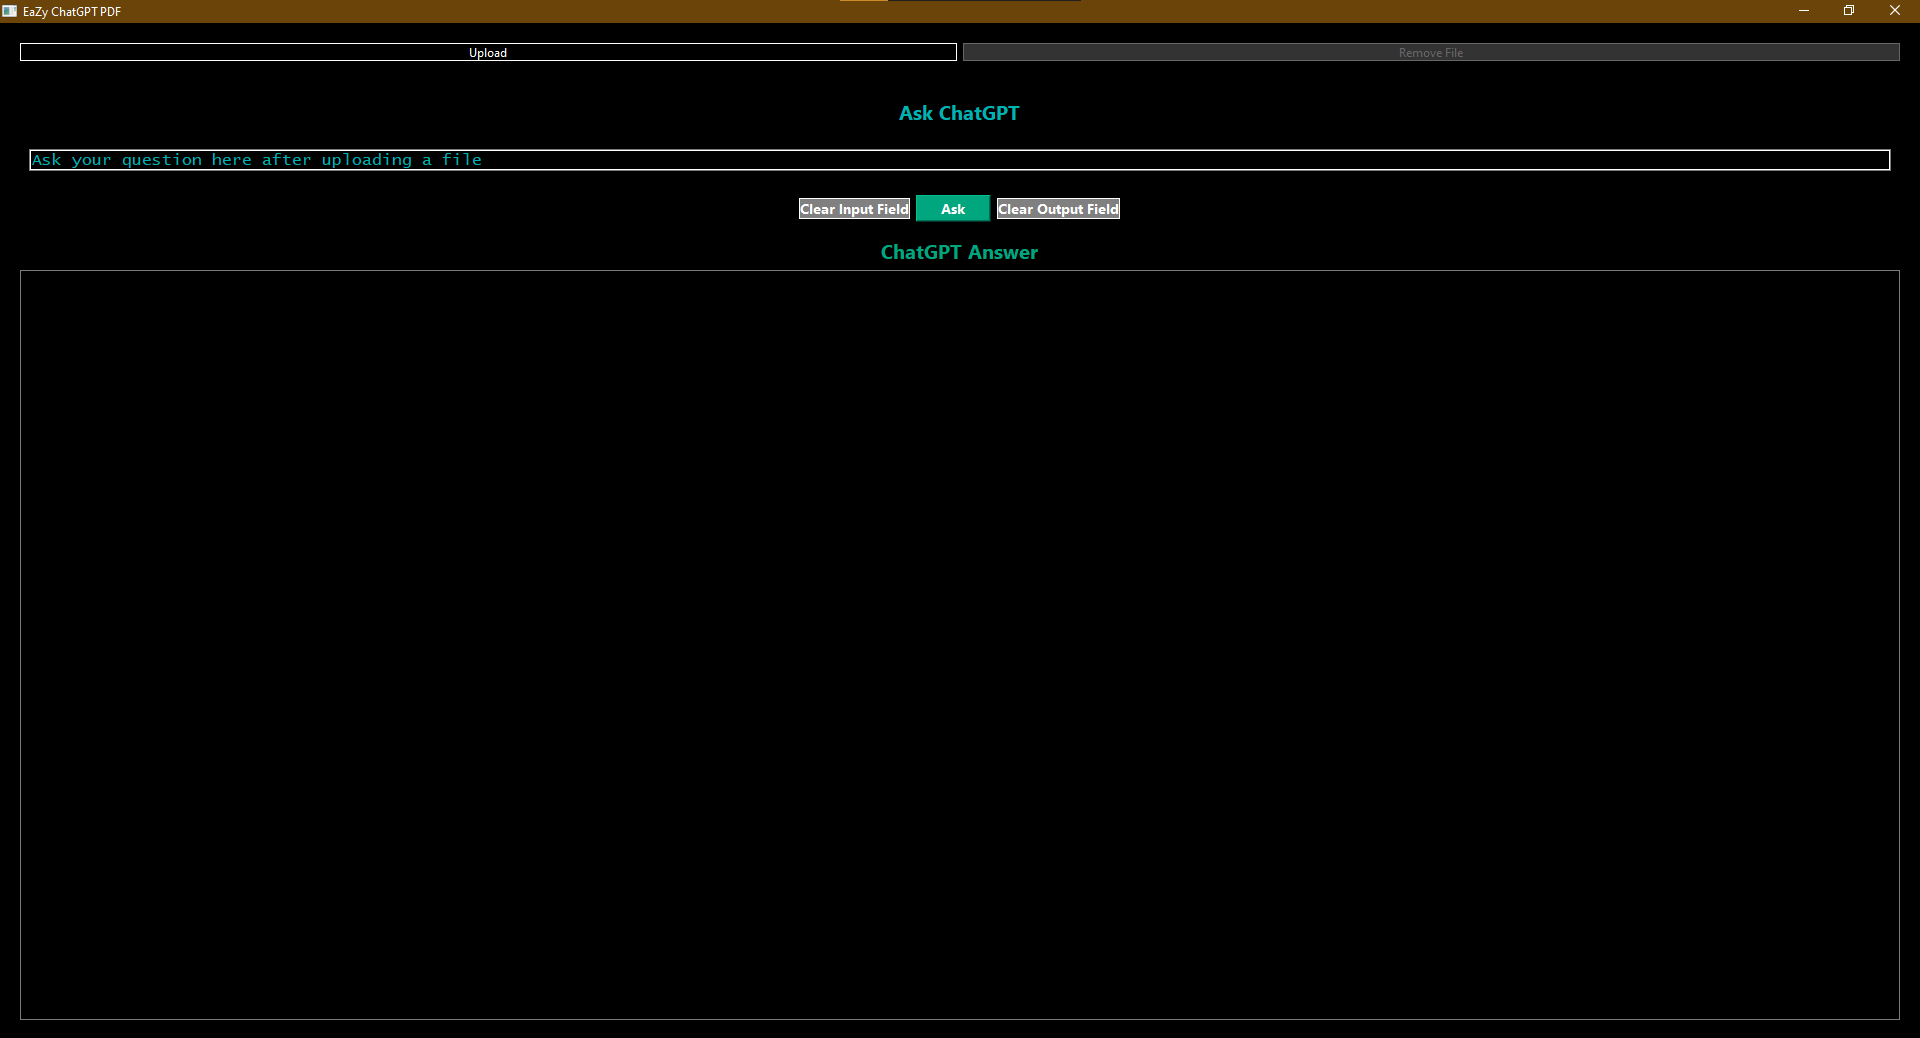 EaZy ChatGPT PDF
Upload Remove File
Ask ChatGPT
Ask your question here after uploading a file
Clear Input Field Ask Clear Output Field
ChatGPT Answer